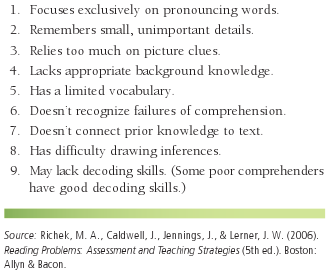 1. Focuses exclusively on pronouncing words.
2. Remembers small, unimportant details.
3. Relies too much on picture clues.
4. Lacks appropriate background knowledge.
5. Has a limited vocabulary.
6. Doesn't recognize failures of comprehension.
7. Doesn't connect prior knowledge to text.
8. Has difficulty drawing inferences.
9. May lack decoding skills. (Some poor comprehenders
have good decoding skills.)
Source: Richek, M. A., Caldwell, J., Jennings, J., & Lerner, J. W. (2006).
Reading Problems: Assessment and Teaching Strategies (5th ed.). Boston:
Allyn & Bacon.